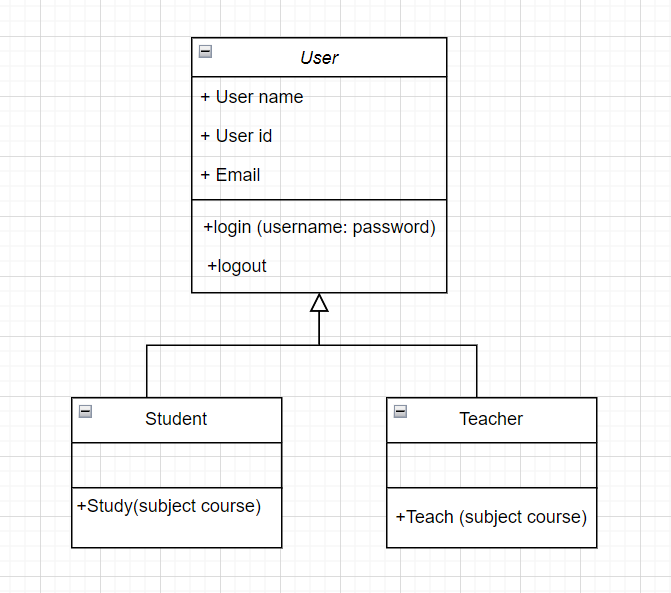 User
+ User name
+ User id
+ Email
+login (username: password)
+logout
Student
+Study(subject course)
Teacher
+Teach (subject course)